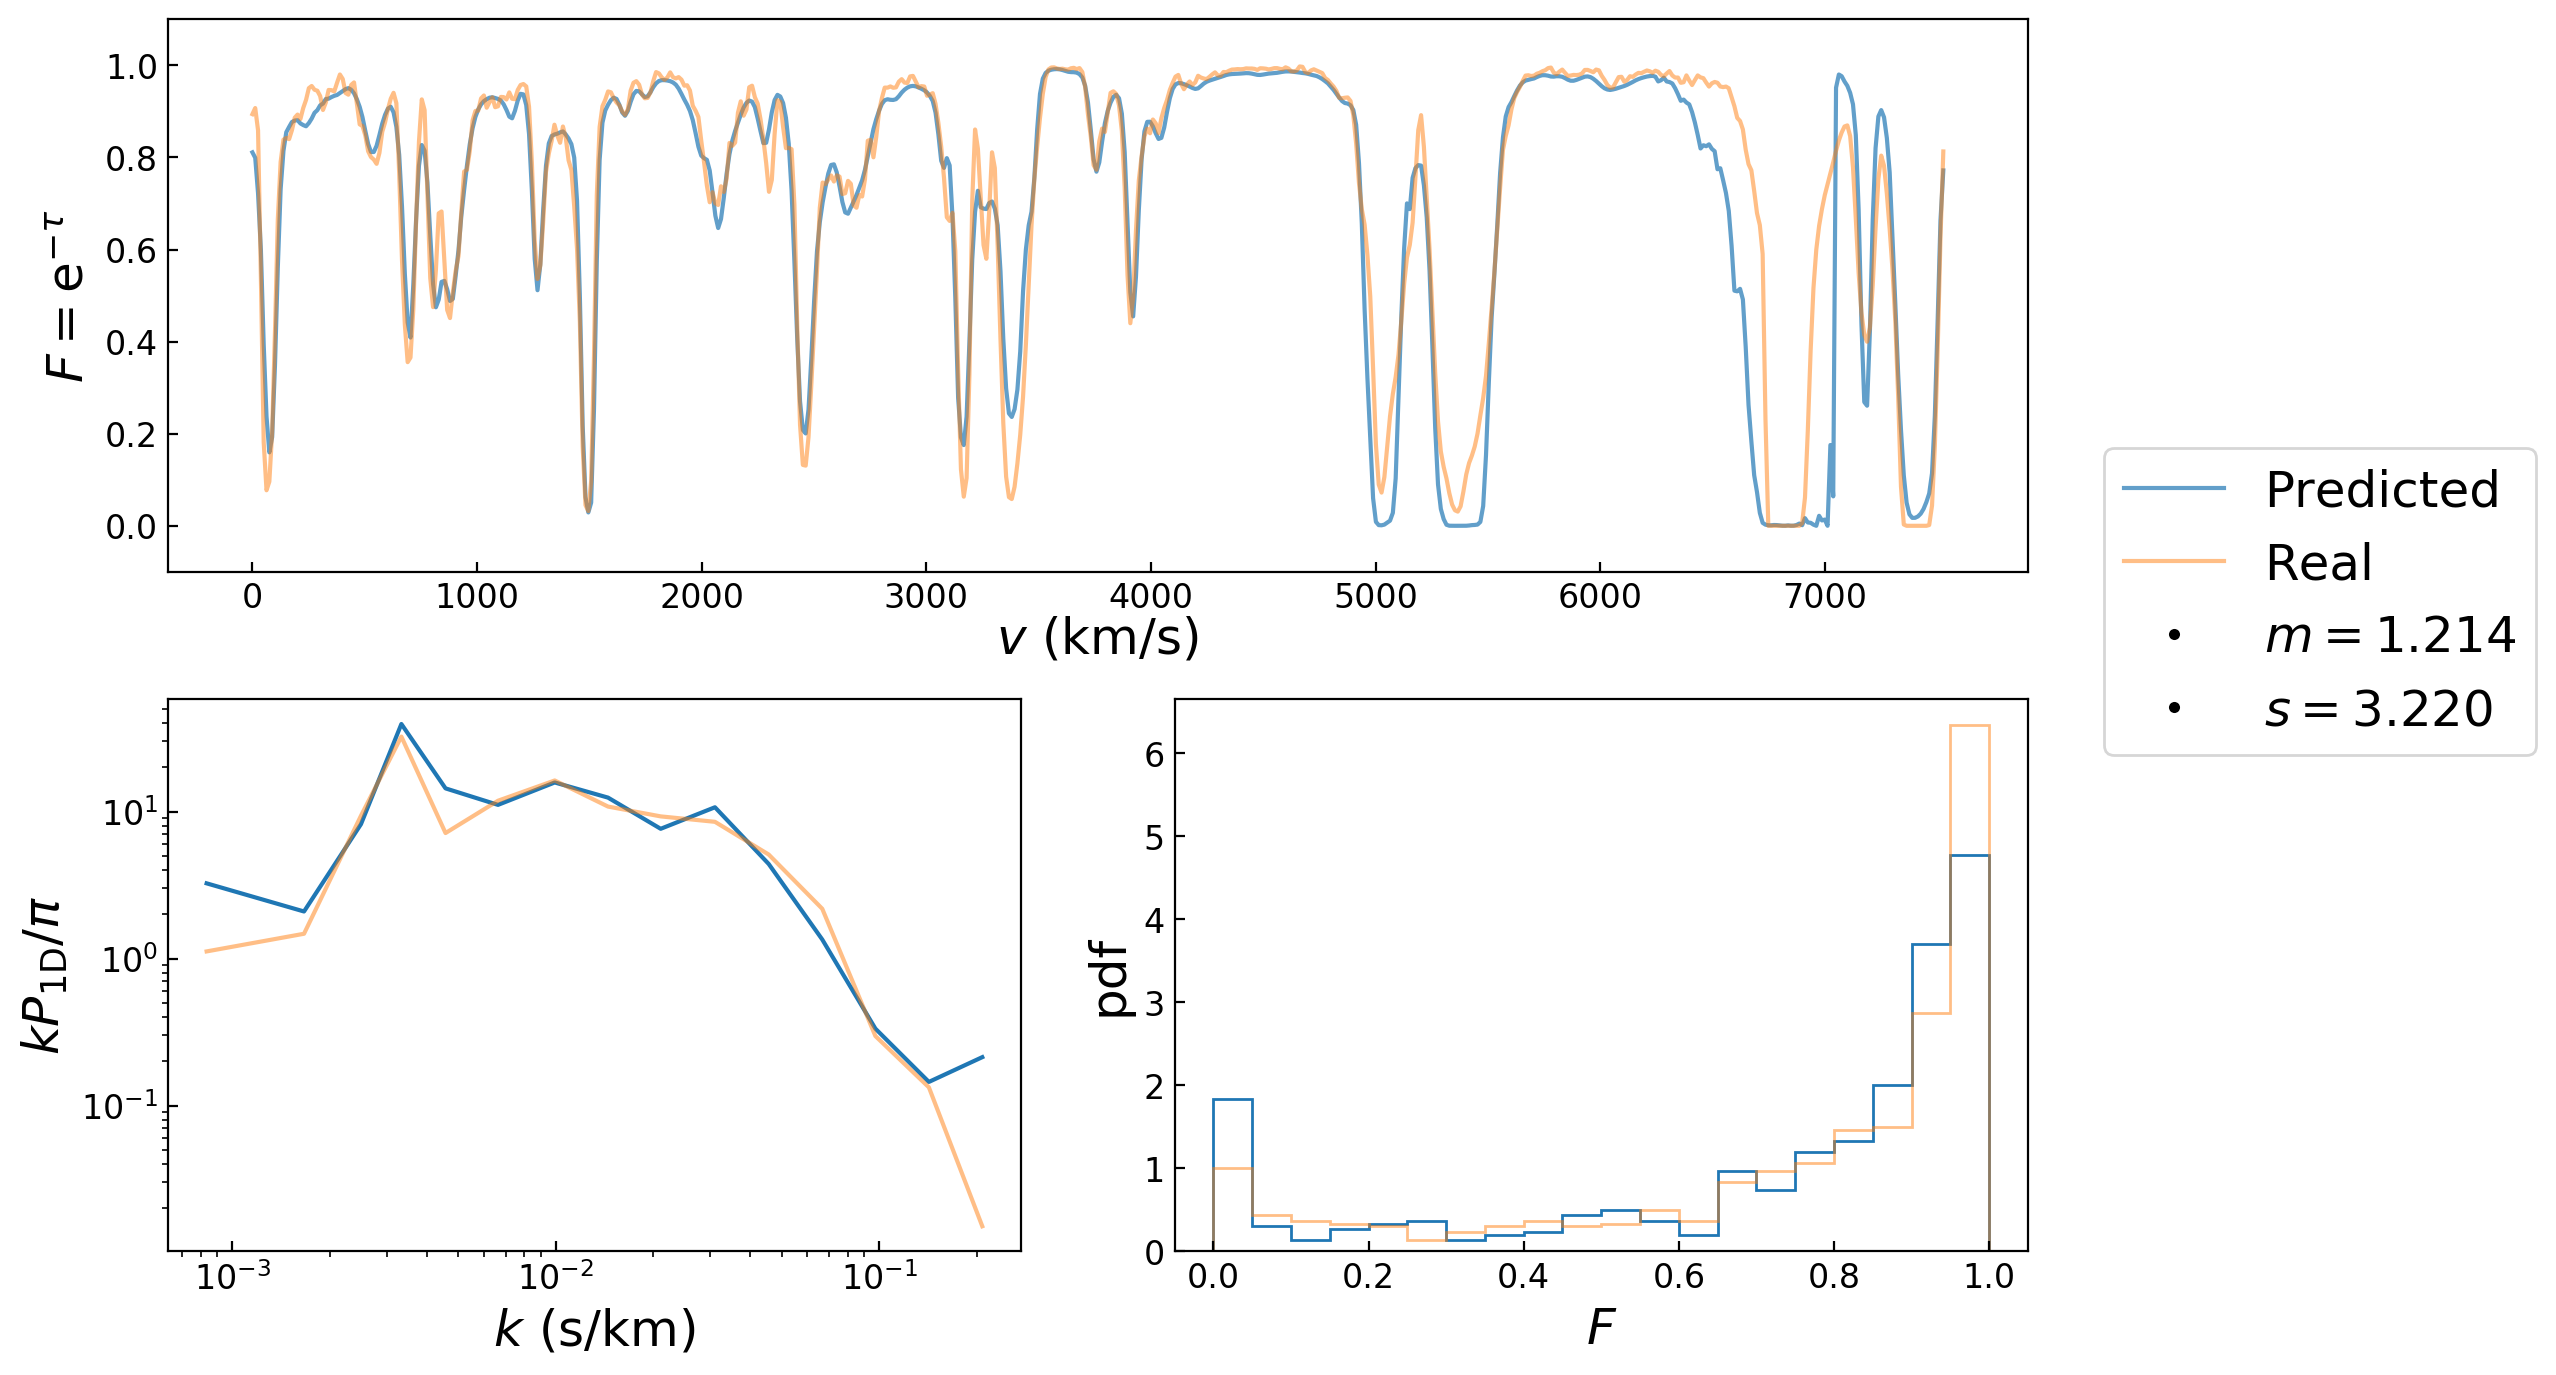 F = e^{-τ}
1.0
0.8
0.6
0.4
0.2
0.0
0 1000 2000 3000 4000 5000 6000 7000
v (km/s)
Predicted
Real
m = 1.214
s = 3.220
kP_{1D}/π
10^1
10^0
10^{-1}
10^{-3} 10^{-2} 10^{-1}
k (s/km)
pdf
6
5
4
3
2
1
0
0.0 0.2 0.4 0.6 0.8 1.0
F